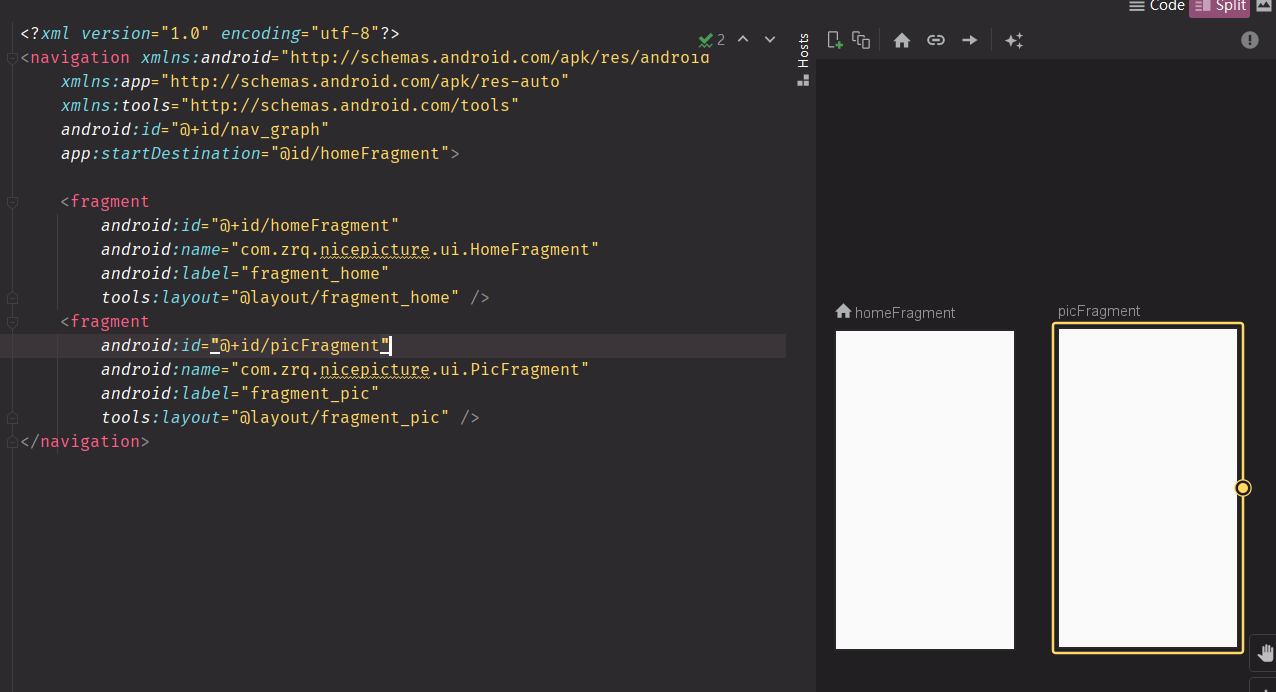 Code
Split
<?xml version="1.0" encoding="utf-8"?>
2
Hosts
<navigation xmlns:android="http://schemas.android.com/apk/res/android
xmlns:app="http://schemas.android.com/apk/res-auto"
xmlns:tools="http://schemas.android.com/tools"
android:id="@+id/nav_graph"
app:startDestination="@id/homeFragment">
<fragment
android:id="@+id/homeFragment"
android:name="com.zrq.nicepicture.ui.HomeFragment"
android:label="fragment_home"
tools:layout="@layout/fragment_home" />
<fragment
android:id="@+id/picFragment"
android:name="com.zrq.nicepicture.ui.PicFragment"
android:label="fragment_pic"
tools:layout="@layout/fragment_pic" />
</navigation>
homeFragment
picFragment